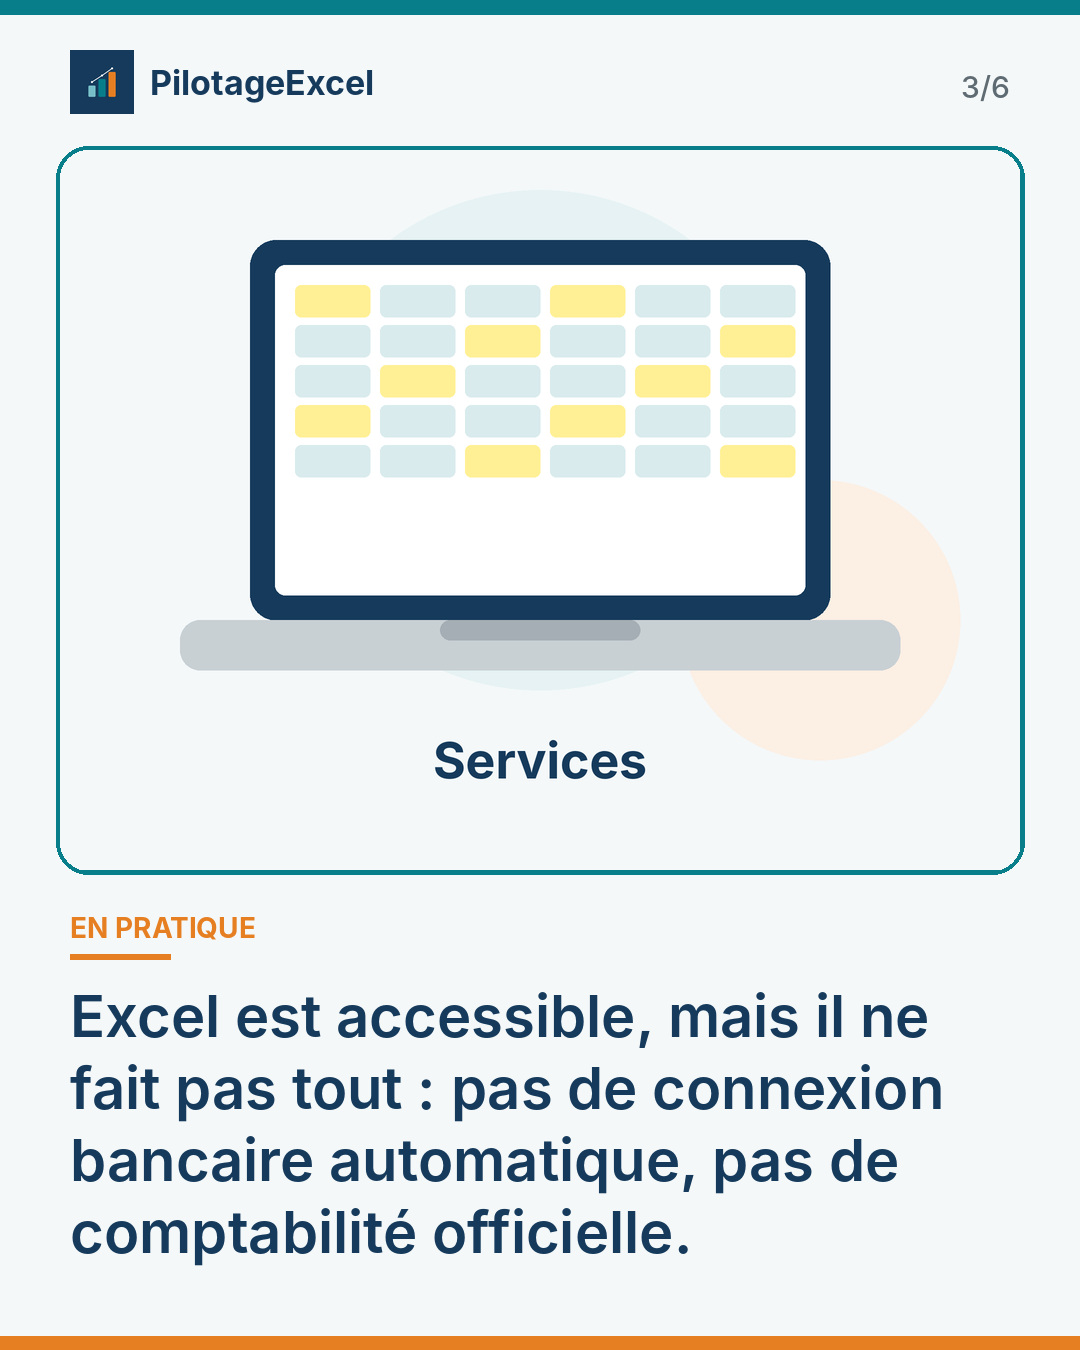 PilotageExcel
3/6
Services
EN PRATIQUE
Excel est accessible, mais il ne
fait pas tout : pas de connexion
bancaire automatique, pas de
comptabilité officielle.